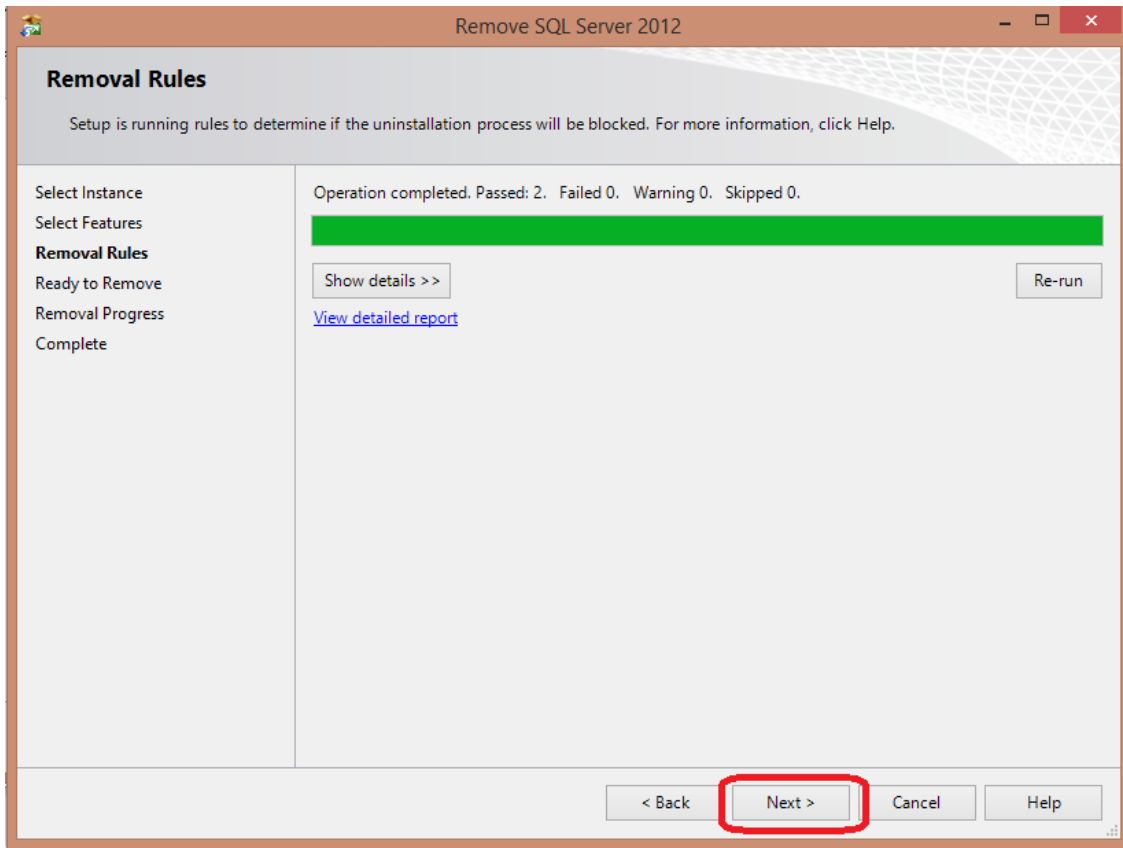 Remove SQL Server 2012
Removal Rules
Setup is running rules to determine if the uninstallation process will be blocked. For more information, click Help.
Select Instance
Select Features
Removal Rules
Ready to Remove
Removal Progress
Complete
Operation completed. Passed: 2.   Failed 0.   Warning 0.   Skipped 0.
Show details >>
Re-run
View detailed report
< Back
Next >
Cancel
Help